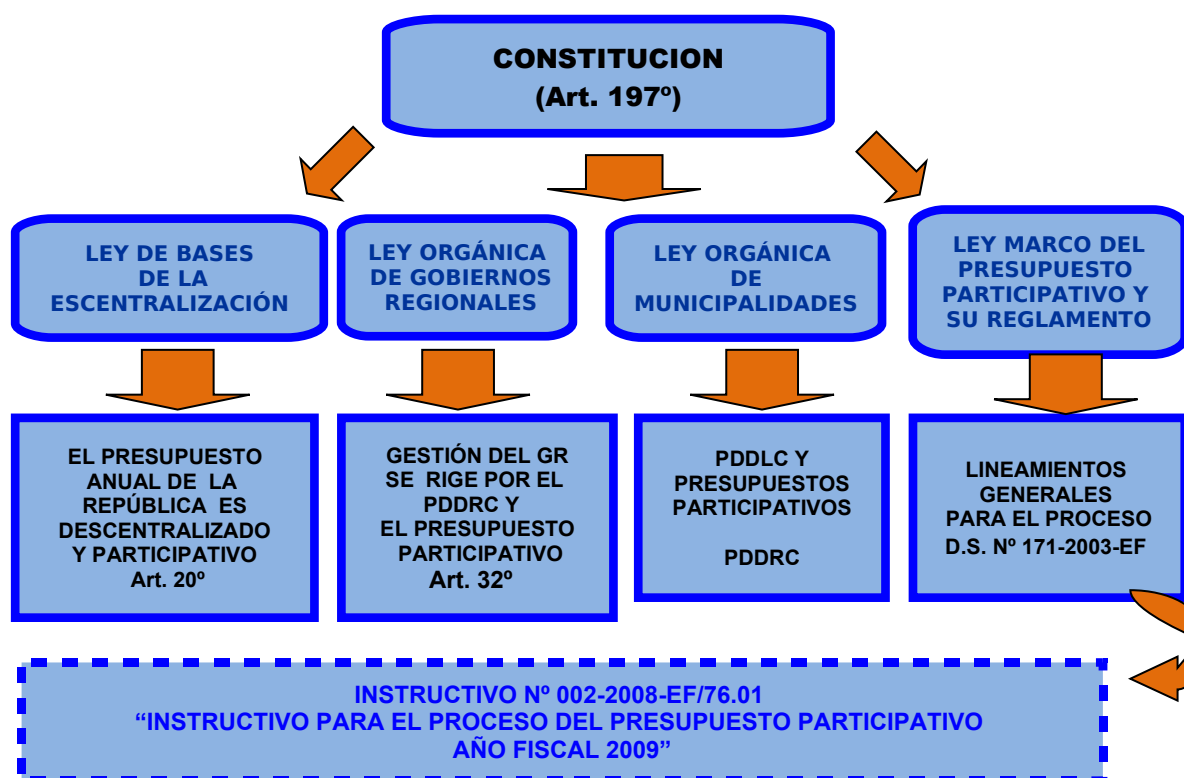 CONSTITUCION
(Art. 197º)
LEY DE BASES
DE LA
ESCENTRALIZACIÓN
LEY ORGÁNICA
DE GOBIERNOS
REGIONALES
LEY ORGÁNICA
DE
MUNICIPALIDADES
LEY MARCO DEL
PRESUPUESTO
PARTICIPATIVO Y
SU REGLAMENTO
EL PRESUPUESTO
ANUAL DE LA
REPÚBLICA ES
DESCENTRALIZADO
Y PARTICIPATIVO
Art. 20º
GESTIÓN DEL GR
SE RIGE POR EL
PDDRC Y
EL PRESUPUESTO
PARTICIPATIVO
Art. 32º
PDDLC Y
PRESUPUESTOS
PARTICIPATIVOS
PDDRC
LINEAMIENTOS
GENERALES
PARA EL PROCESO
D.S. Nº 171-2003-EF
INSTRUCTIVO Nº 002-2008-EF/76.01
“INSTRUCTIVO PARA EL PROCESO DEL PRESUPUESTO PARTICIPATIVO
AÑO FISCAL 2009”